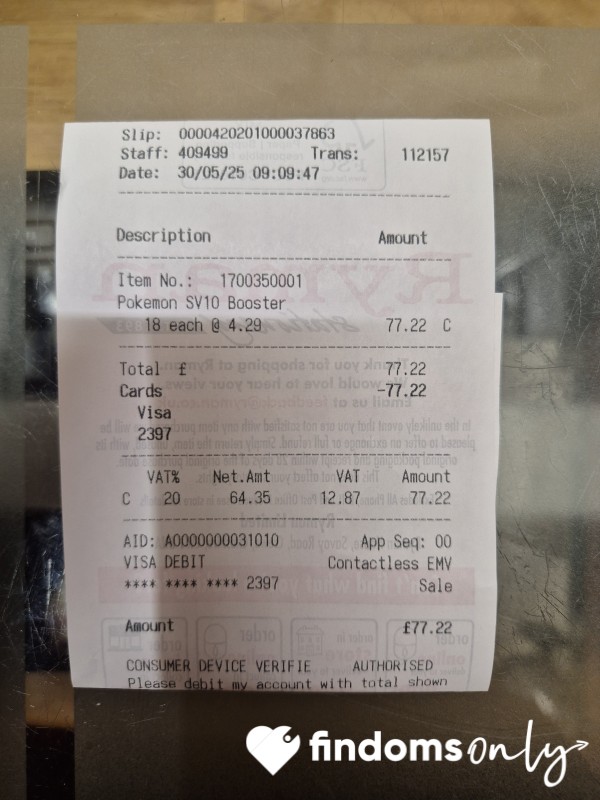 Slip: 0000420201000037863
Staff: 409499 Trans: 112157
Date: 30/05/25 09:09:47
Description Amount
Item No.: 1700350001
Pokemon SV10 Booster
18 each @ 4.29 77.22 C
Total £ 77.22
Cards -77.22
Visa
2397
VAT% Net.Amt VAT Amount
C 20 64.35 12.87 77.22
AID: A0000000031010 App Seq: 00
VISA DEBIT Contactless EMV
**** **** **** 2397 Sale
Amount £77.22
CONSUMER DEVICE VERIFIE AUTHORISED
Please debit my account with total shown
findomsonly